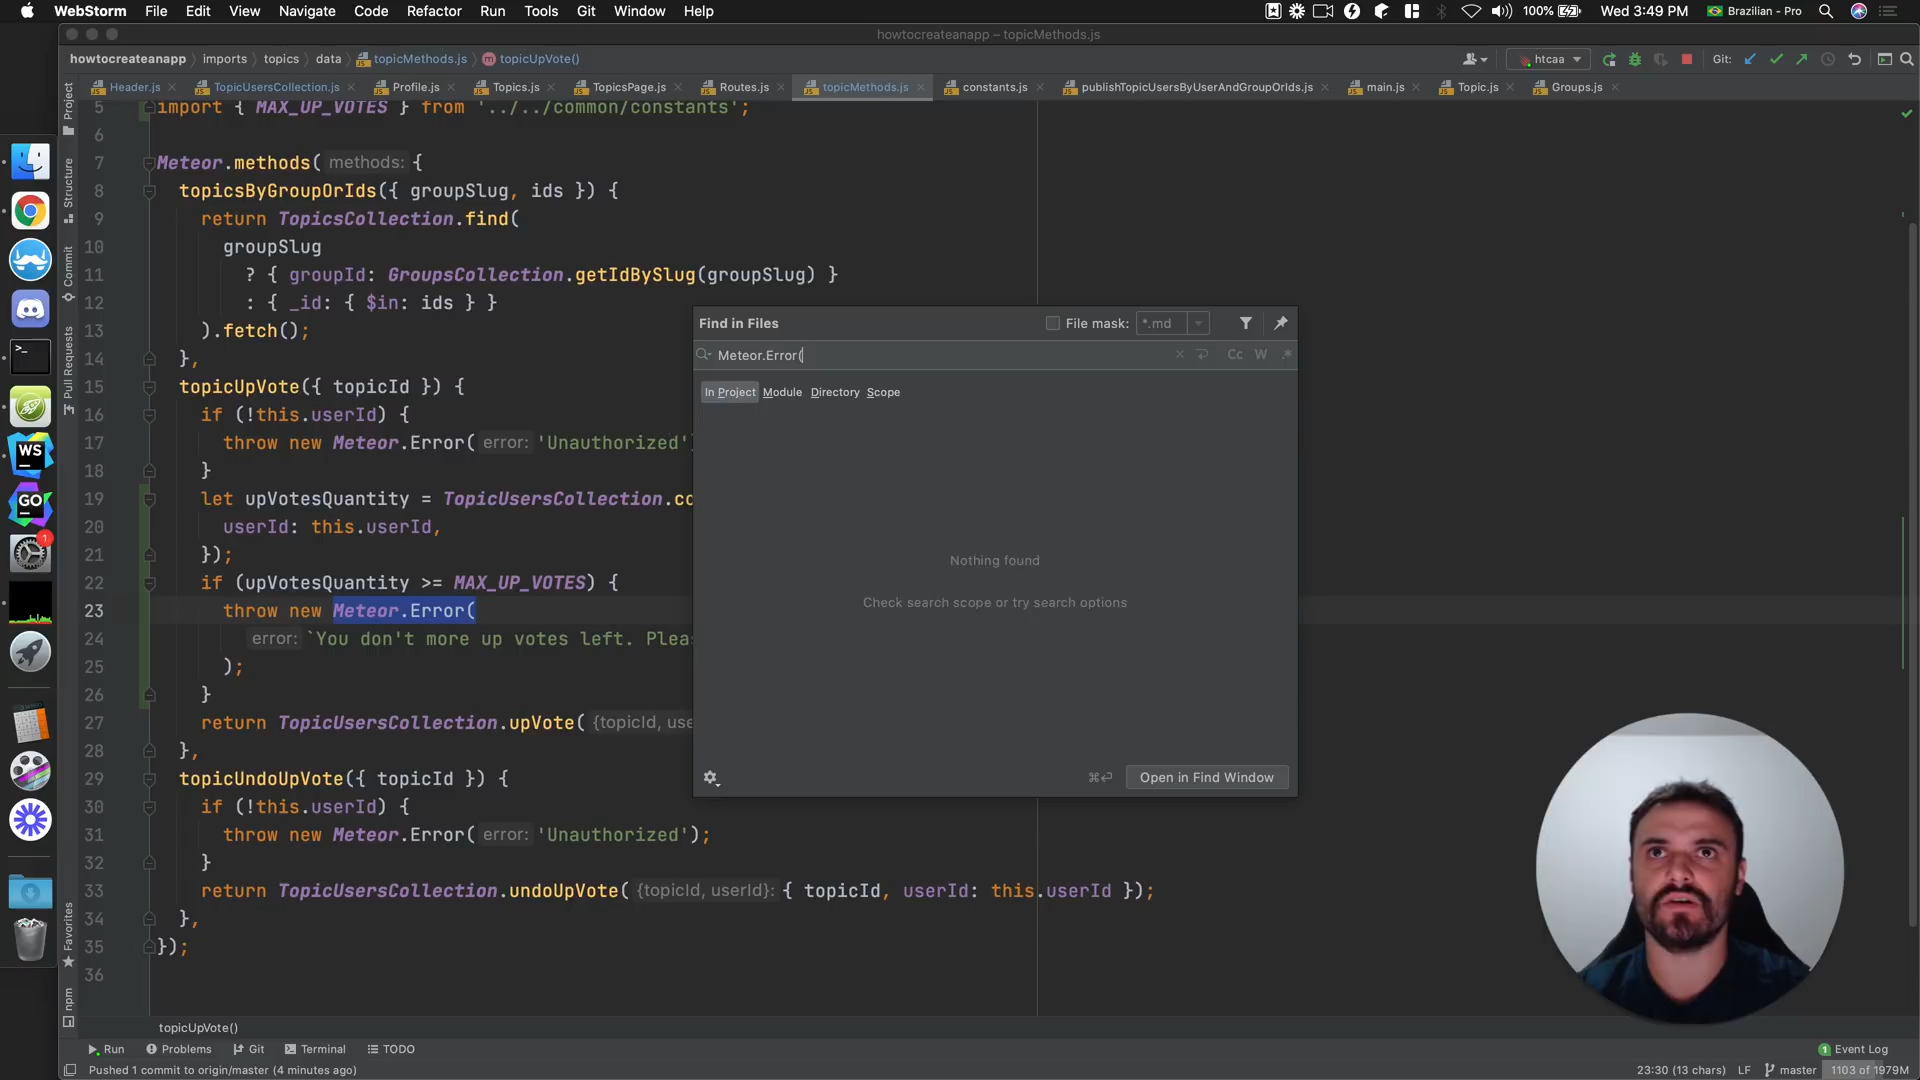 WebStorm File Edit View Navigate Code Refactor Run Tools Git Window Help 100% Wed 3:49 PM Brazilian - Pro
howtocreateanapp – topicMethods.js
howtocreateanapp imports topics data topicMethods.js topicUpVote() htcaa Git:
Header.js TopicUsersCollection.js Profile.js Topics.js TopicsPage.js Routes.js topicMethods.js constants.js publishTopicUsersByUserAndGroupOrIds.js main.js Topic.js Groups.js
Project
Structure
Commit
Pull Requests
Favorites
npm
5 import { MAX_UP_VOTES } from '../../common/constants';
6
7 Meteor.methods( methods: {
8 topicsByGroupOrIds({ groupSlug, ids }) {
9 return TopicsCollection.find(
10 groupSlug
11 ? { groupId: GroupsCollection.getIdBySlug(groupSlug) }
12 : { _id: { $in: ids } }
13 ).fetch();
14 },
15 topicUpVote({ topicId }) {
16 if (!this.userId) {
17 throw new Meteor.Error( error: 'Unauthorized'
18 }
19 let upVotesQuantity = TopicUsersCollection.co
20 userId: this.userId,
21 });
22 if (upVotesQuantity >= MAX_UP_VOTES) {
23 throw new Meteor.Error(
24 error: `You don't more up votes left. Pleas
25 );
26 }
27 return TopicUsersCollection.upVote( {topicId, use
28 },
29 topicUndoUpVote({ topicId }) {
30 if (!this.userId) {
31 throw new Meteor.Error( error: 'Unauthorized');
32 }
33 return TopicUsersCollection.undoUpVote( {topicId, userId}: { topicId, userId: this.userId });
34 },
35 });
36
Find in Files File mask: *.md
Meteor.Error( Cc W .*
In Project Module Directory Scope
Nothing found
Check search scope or try search options
⌘⏎ Open in Find Window
WS
GO
1
topicUpVote()
Run Problems Git Terminal TODO 1 Event Log
Pushed 1 commit to origin/master (4 minutes ago) 23:30 (13 chars) LF master 1103 of 1979M